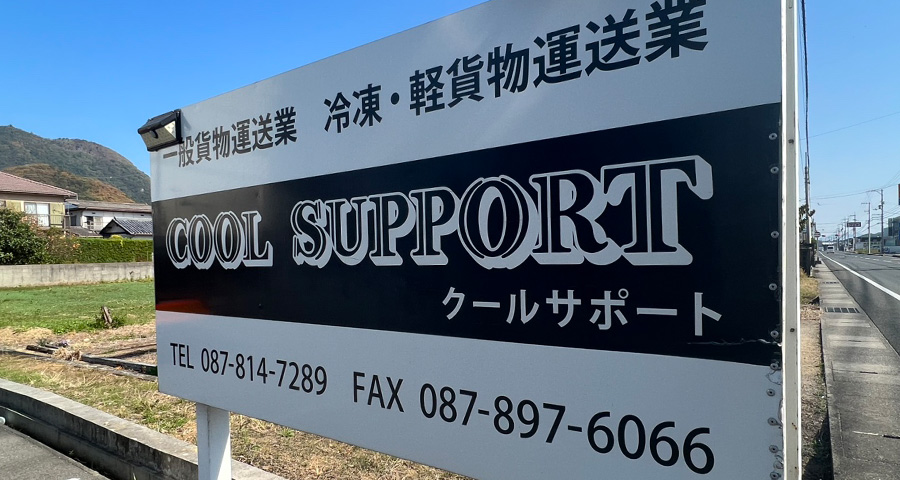 一般貨物運送業　冷凍・軽貨物運送業
COOL SUPPORT
クールサポート
TEL 087-814-7289　FAX 087-897-6066